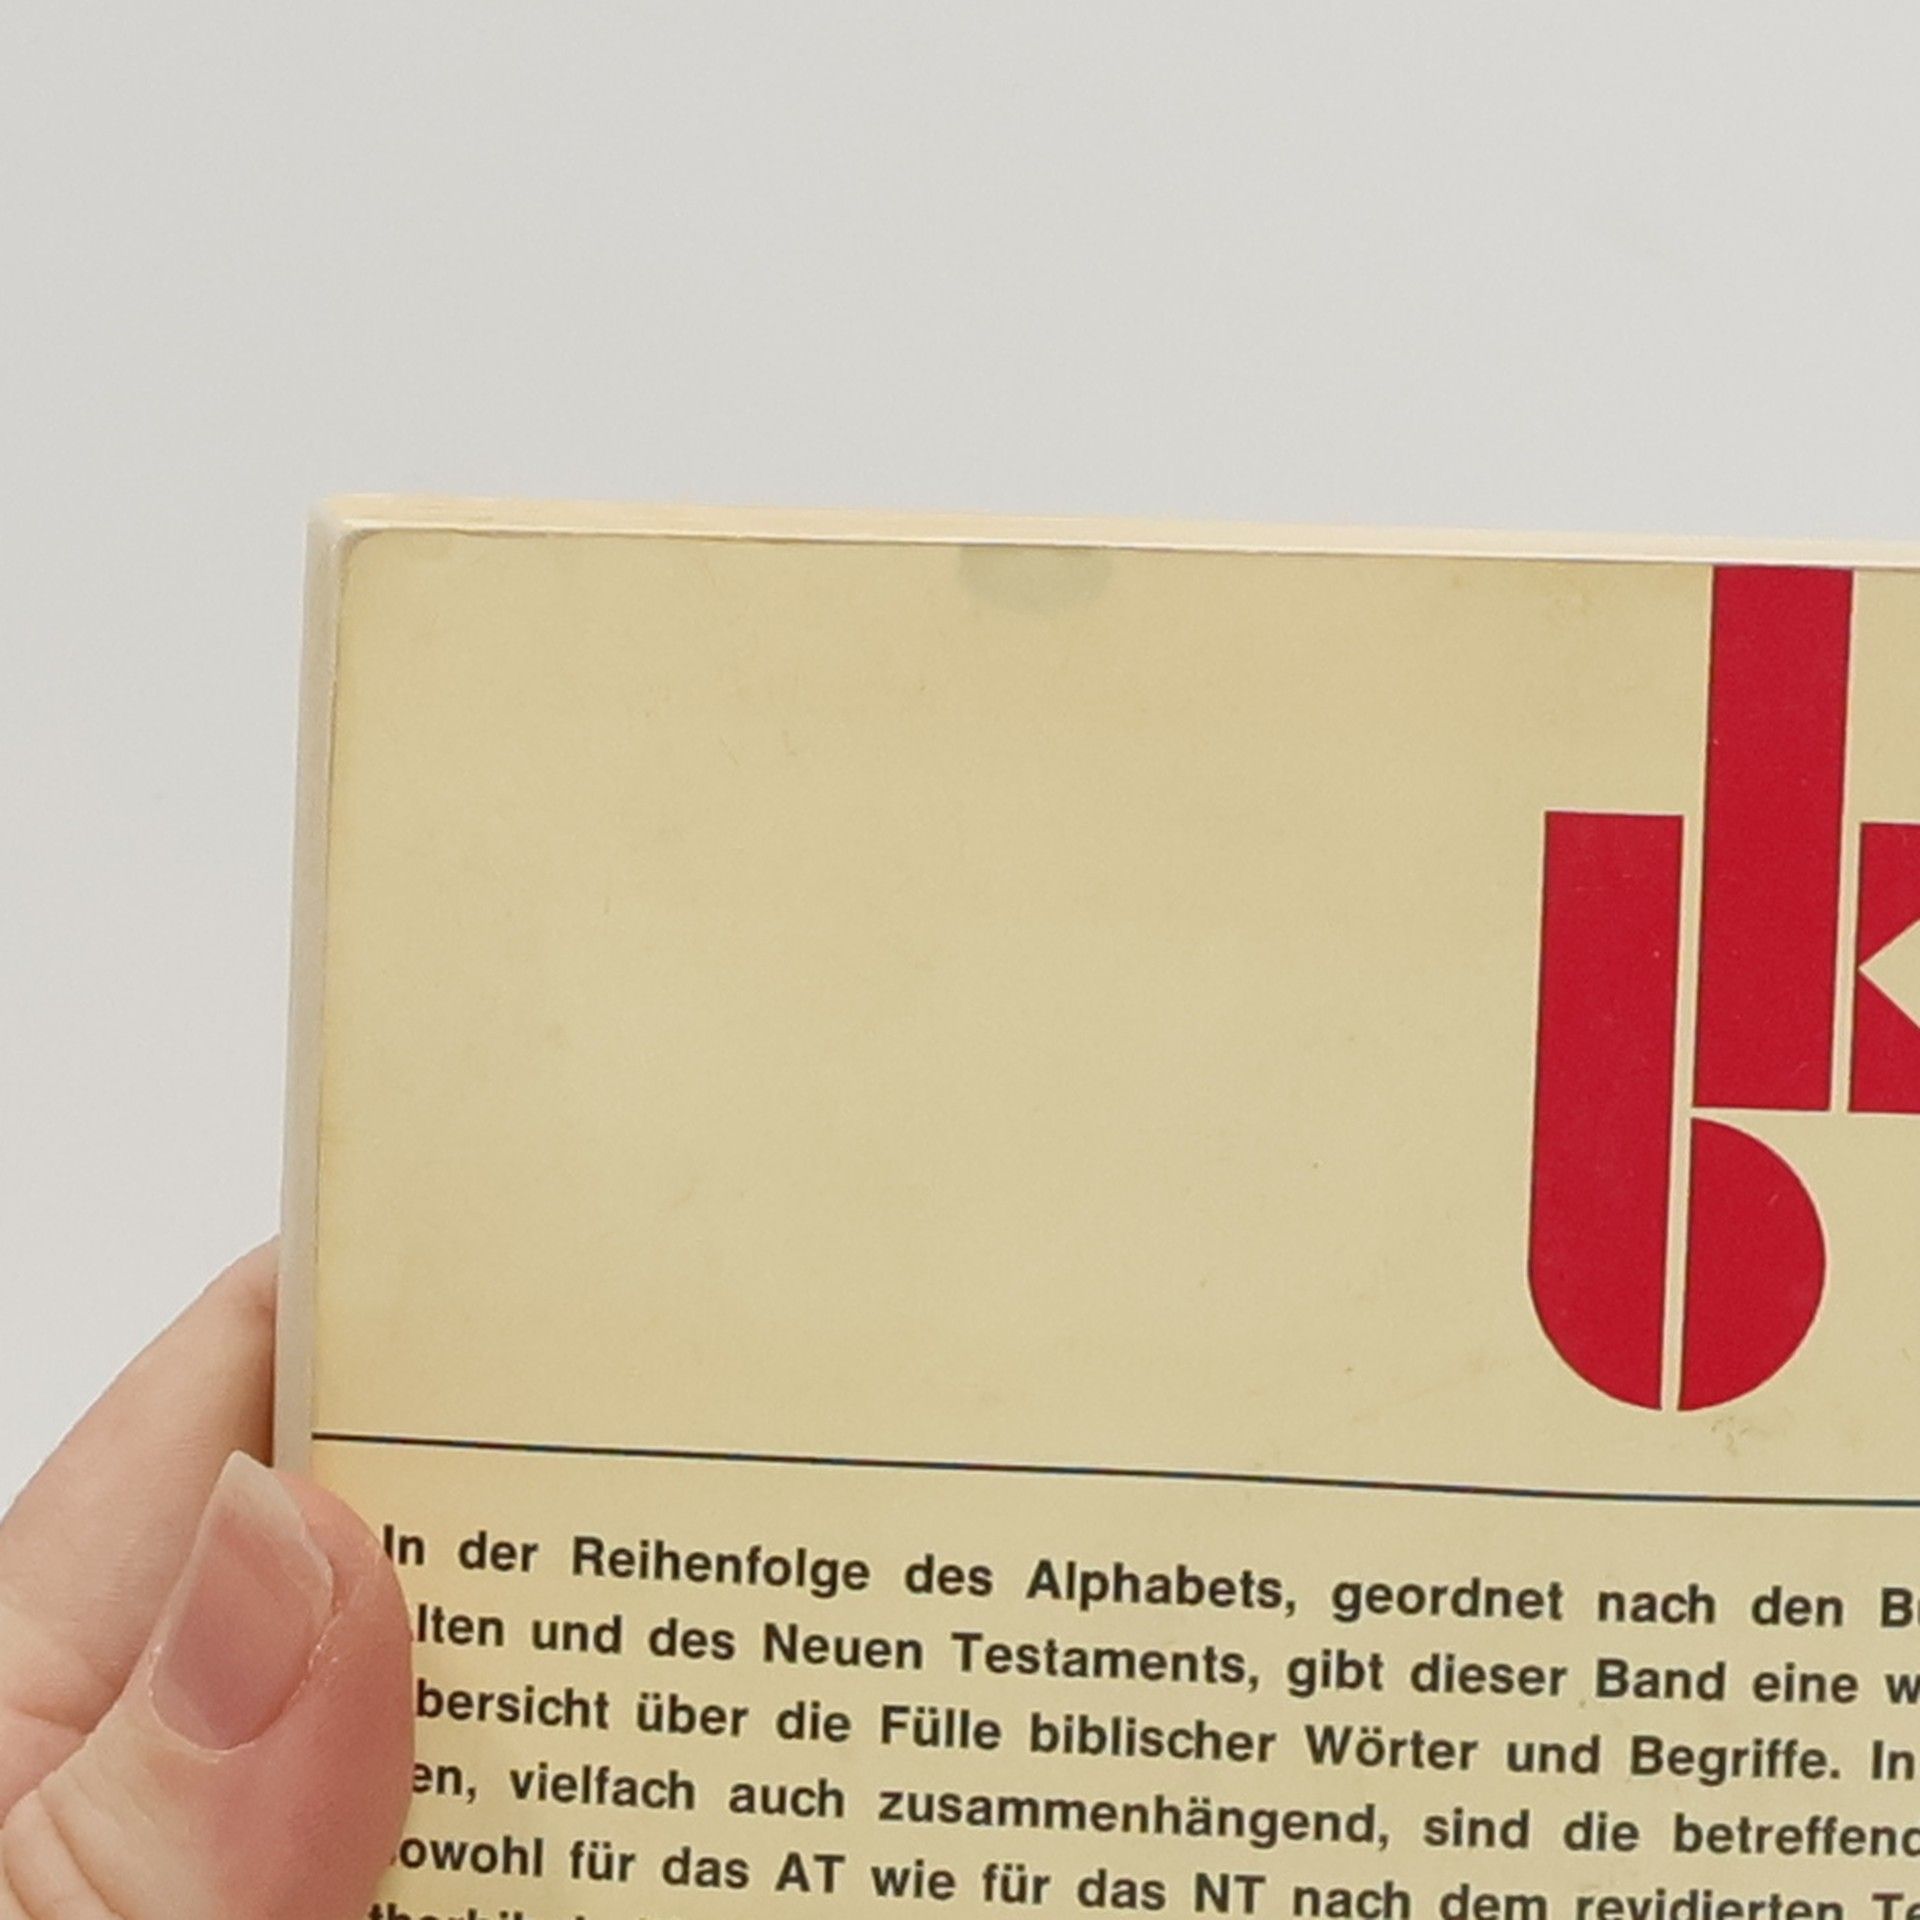 bk
In der Reihenfolge des Alphabets, geordnet nach den
lten und des Neuen Testaments, gibt dieser Band eine
bersicht über die Fülle biblischer Wörter und Begriffe. In
en, vielfach auch zusammenhängend, sind die betreffend
owohl für das AT wie für das NT nach dem revidierten